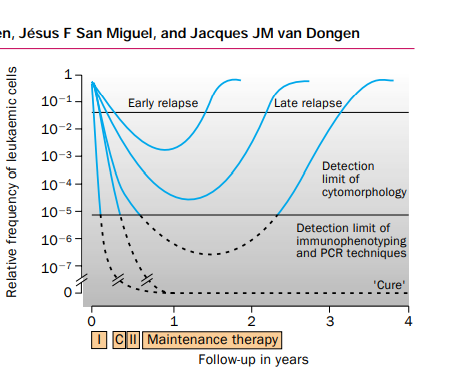 en, Jésus F San Miguel, and Jacques JM van Dongen
Relative frequency of leukaemic cells
1
10⁻¹
10⁻²
10⁻³
10⁻⁴
10⁻⁵
10⁻⁶
10⁻⁷
0
Early relapse
Late relapse
Detection
limit of
cytomorphology
Detection limit of
immunophenotyping
and PCR techniques
'Cure'
0 1 2 3 4
I C II Maintenance therapy
Follow-up in years